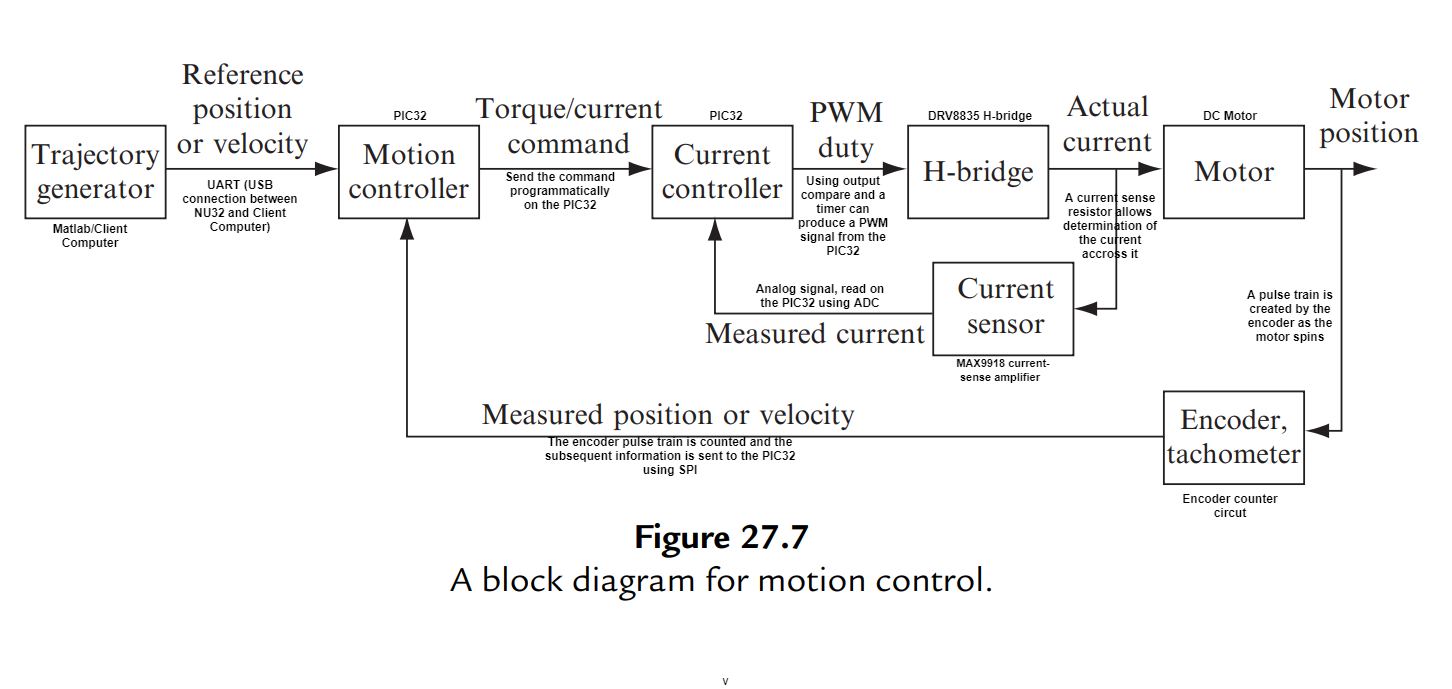 Reference
position
or velocity
Trajectory
generator
Matlab/Client
Computer
UART (USB
connection between
NU32 and Client
Computer)
PIC32
Motion
controller
Torque/current
command
Send the command
programmatically
on the PIC32
PIC32
Current
controller
PWM
duty
Using output
compare and a
timer can
produce a PWM
signal from the
PIC32
DRV8835 H-bridge
H-bridge
Actual
current
A current sense
resistor allows
determination of
the current
accross it
DC Motor
Motor
Motor
position
Analog signal, read on
the PIC32 using ADC
Measured current
Current
sensor
MAX9918 current-
sense amplifier
A pulse train is
created by the
encoder as the
motor spins
Measured position or velocity
The encoder pulse train is counted and the
subsequent information is sent to the PIC32
using SPI
Encoder,
tachometer
Encoder counter
circut
Figure 27.7
A block diagram for motion control.
v